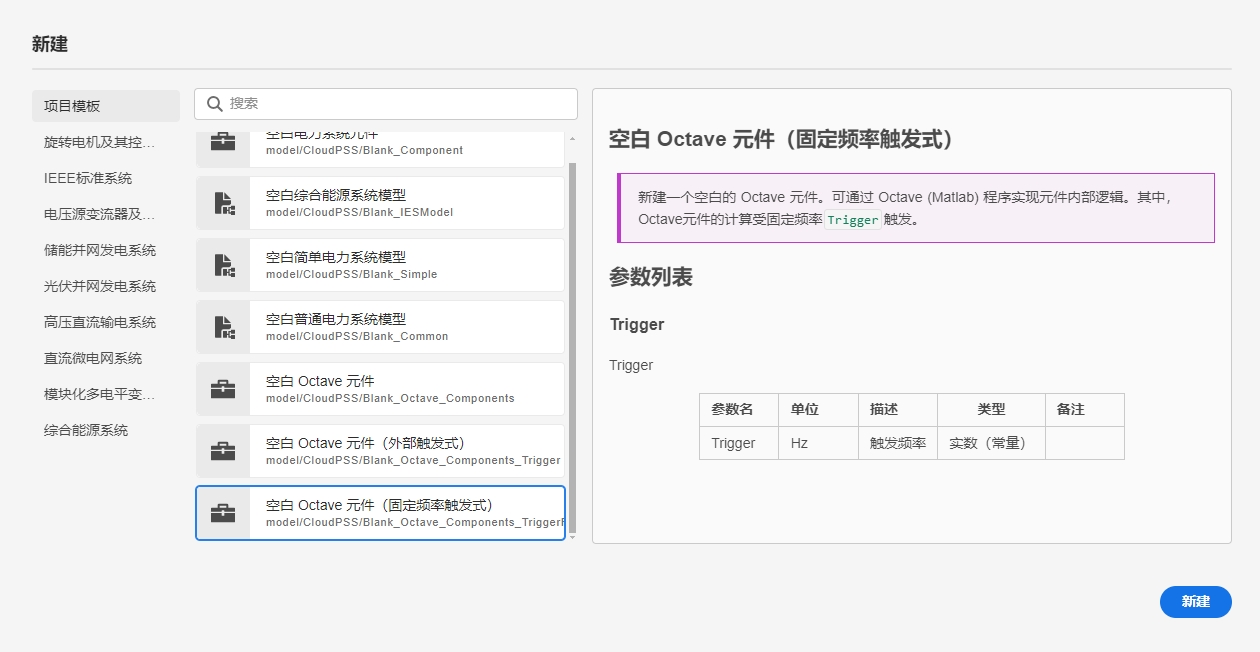 新建
项目模板
旋转电机及其控...
IEEE标准系统
电压源变流器及...
储能并网发电系统
光伏并网发电系统
高压直流输电系统
直流微电网系统
模块化多电平变...
综合能源系统
搜索
空白电力系统元件
model/CloudPSS/Blank_Component
空白综合能源系统模型
model/CloudPSS/Blank_IESModel
空白简单电力系统模型
model/CloudPSS/Blank_Simple
空白普通电力系统模型
model/CloudPSS/Blank_Common
空白 Octave 元件
model/CloudPSS/Blank_Octave_Components
空白 Octave 元件（外部触发式）
model/CloudPSS/Blank_Octave_Components_Trigger
空白 Octave 元件（固定频率触发式）
model/CloudPSS/Blank_Octave_Components_Trigger
空白 Octave 元件（固定频率触发式）
新建一个空白的 Octave 元件。可通过 Octave (Matlab) 程序实现元件内部逻辑。其中，
Octave元件的计算受固定频率 Trigger 触发。
参数列表
Trigger
Trigger
参数名 单位 描述 类型 备注
Trigger Hz 触发频率 实数（常量）
新建